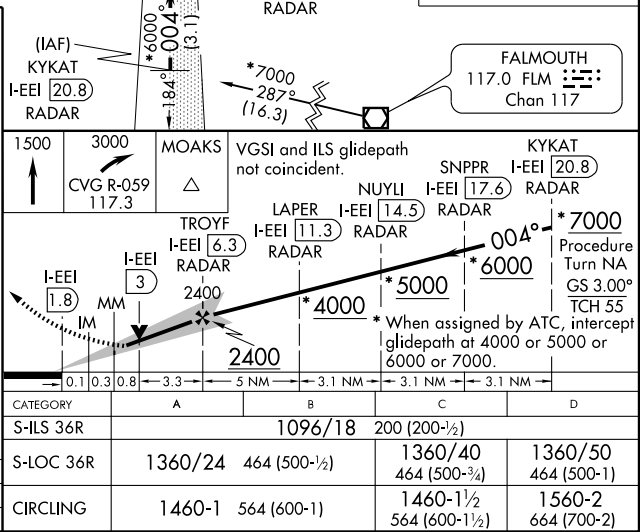 RADAR
(IAF)
KYKAT
I-EEI 20.8
RADAR
*6000
004°
(3.1)
184°
*7000
287°
(16.3)
FALMOUTH
117.0 FLM
Chan 117
1500
3000
CVG R-059
117.3
MOAKS
VGSI and ILS glidepath
not coincident.
KYKAT
I-EEI 20.8
RADAR
SNPPR
I-EEI 17.6
RADAR
NUYLI
I-EEI 14.5
RADAR
LAPER
I-EEI 11.3
RADAR
TROYF
I-EEI 6.3
RADAR
2400
I-EEI
3
I-EEI
1.8
MM
IM
004°
*7000
Procedure
Turn NA
GS 3.00°
TCH 55
*6000
*5000
*4000
2400
* When assigned by ATC, intercept
glidepath at 4000 or 5000 or
6000 or 7000.
0.1 0.3 0.8 3.3 5 NM 3.1 NM 3.1 NM 3.1 NM
CATEGORY A B C D
S-ILS 36R 1096/18 200 (200-½)
S-LOC 36R 1360/24 464 (500-½) 1360/40 464 (500-¾) 1360/50 464 (500-1)
CIRCLING 1460-1 564 (600-1) 1460-1½ 564 (600-1½) 1560-2 664 (700-2)